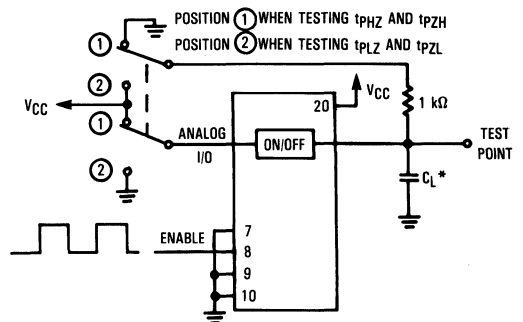 POSITION ① WHEN TESTING tPHZ AND tPZH
POSITION ② WHEN TESTING tPLZ AND tPZL
①
②
VCC
①
②
ANALOG
I/O
ON/OFF
20
VCC
1 kΩ
TEST
POINT
CL*
ENABLE
7
8
9
10